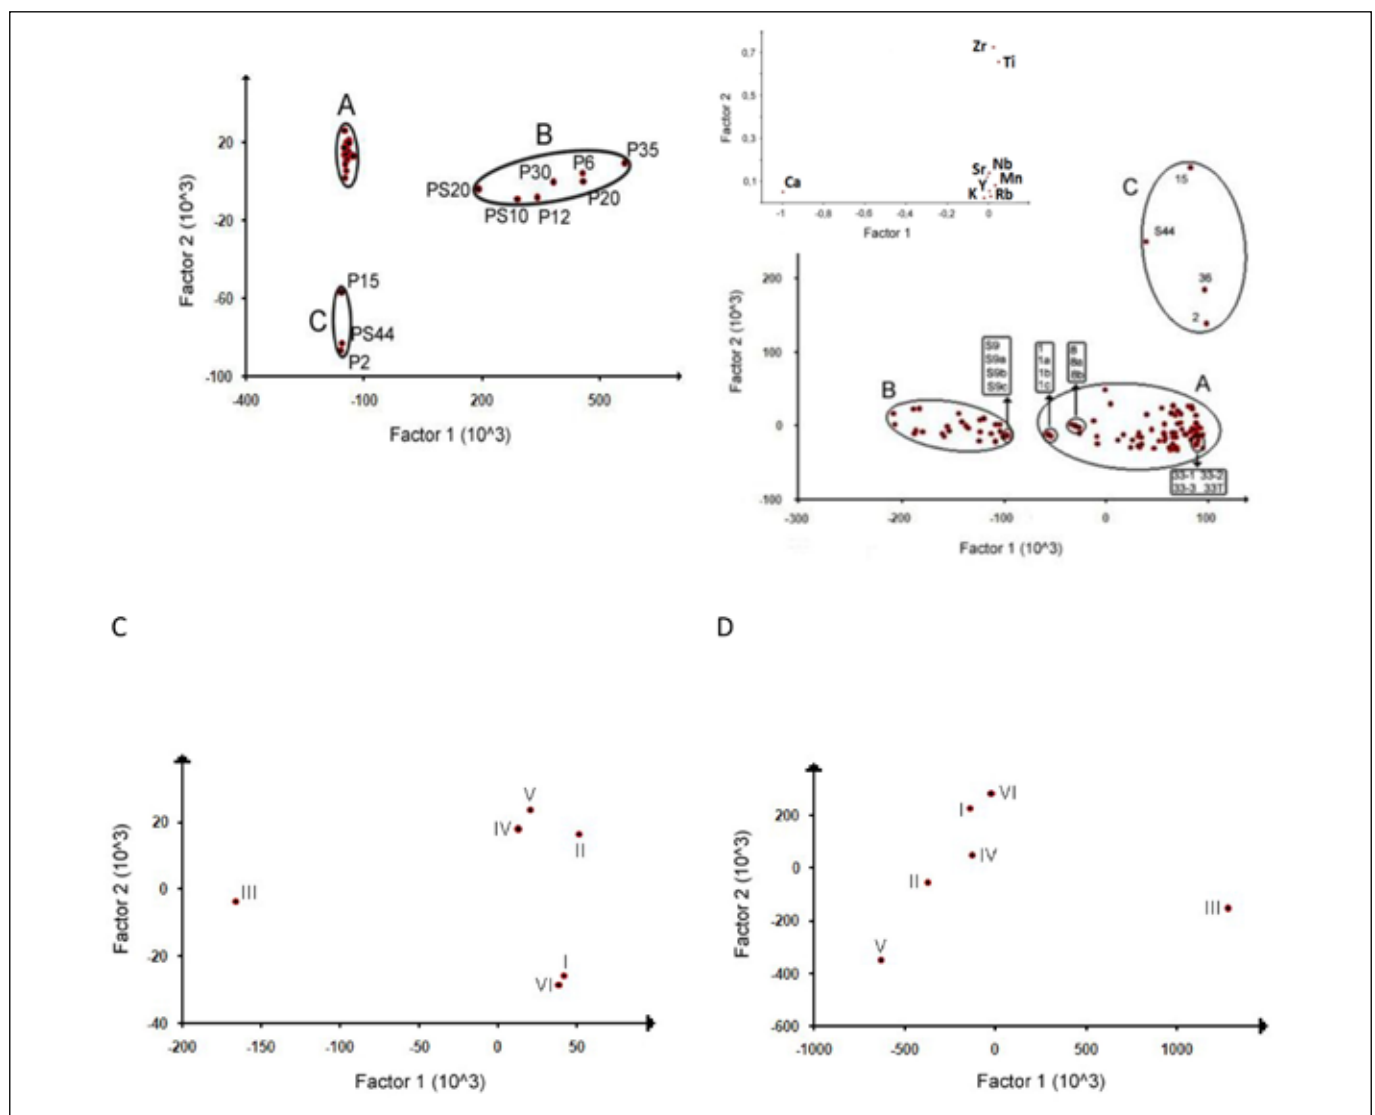 A
B
P35
P6
P30
PS20
P20
PS10
P12
P15
C
PS44
P2
20
-20
-60
-100
-400
-100
200
500
Factor 2 (10^3)
Factor 1 (10^3)
Zr
Ti
0,7
0,5
0,3
0,1
Factor 2
Nb
Sr
Mn
Y
Ca
K
Rb
-1
-0,8
-0,6
-0,4
-0,2
0
Factor 1
C
15
S44
36
2
200
100
0
-100
Factor 2 (10^3)
S9
S9a
S9b
S9c
1
1a
1b
1c
8
8a
8b
B
A
33-1 33-2
33-3 33T
-300
-200
-100
0
100
Factor 1 (10^3)
C
D
V
IV
II
III
I
VI
20
0
-20
-40
-200
-150
-100
-50
0
50
Factor 2 (10^3)
Factor 1 (10^3)
VI
I
IV
II
III
V
200
0
-200
-400
-600
-1000
-500
0
500
1000
Factor 2 (10^3)
Factor 1 (10^3)